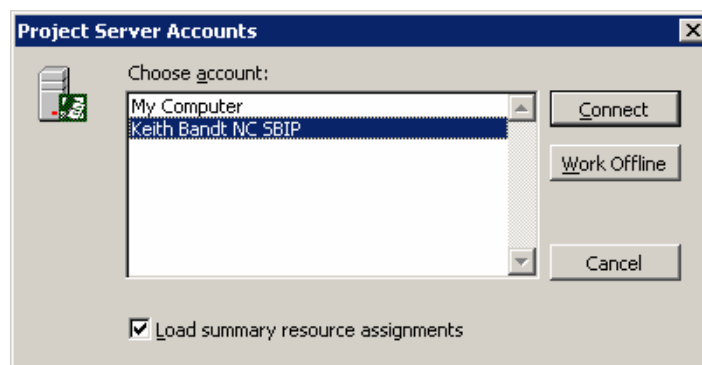 Project Server Accounts
Choose account:
My Computer
Keith Bandt NC SBIP
Connect
Work Offline
Cancel
Load summary resource assignments